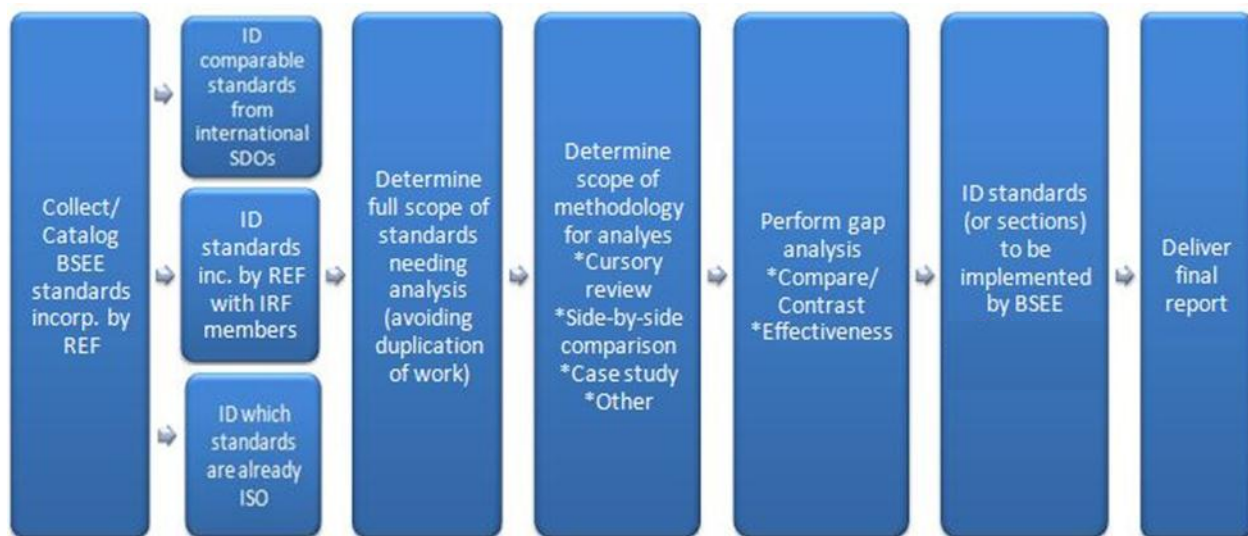 Collect/
Catalog
BSEE
standards
incorp. by
REF
ID
comparable
standards
from
international
SDOs
ID
standards
inc. by REF
with IRF
members
ID which
standards
are already
ISO
Determine
full scope of
standards
needing
analysis
(avoiding
duplication
of work)
Determine
scope of
methodology
for analyes
*Cursory
review
*Side-by-side
comparison
*Case study
*Other
Perform gap
analysis
*Compare/
Contrast
*Effectiveness
ID standards
(or sections)
to be
implemented
by BSEE
Deliver
final
report